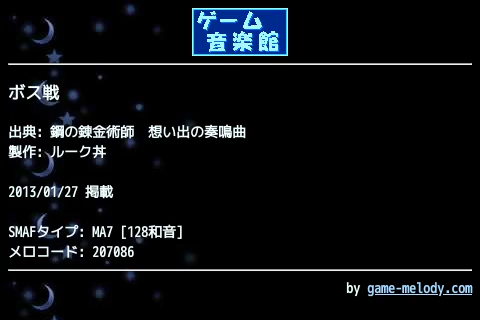 ゲーム
音楽館
ボス戦
出典: 鋼の錬金術師　想い出の奏鳴曲
製作: ルーク丼
2013/01/27 掲載
SMAFタイプ: MA7 [128和音]
メロコード: 207086
by game-melody.com